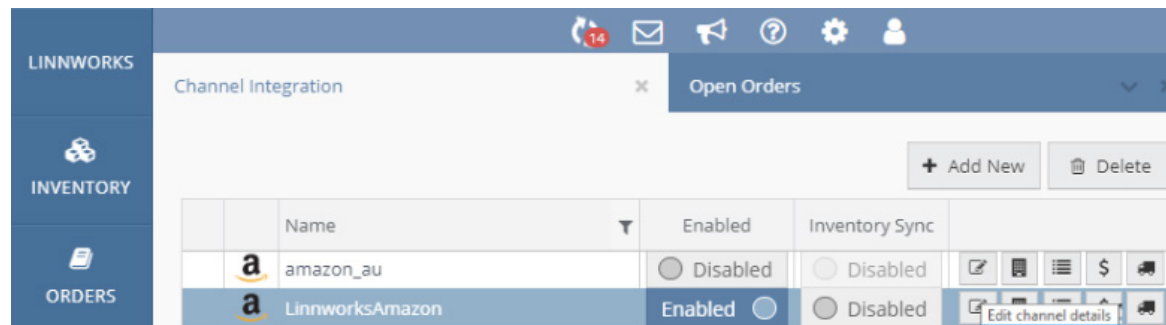 14
LINNWORKS
Channel Integration
Open Orders
INVENTORY
Add New
Delete
Name
Enabled
Inventory Sync
ORDERS
a amazon_au Disabled Disabled $
a LinnworksAmazon Enabled Disabled
Edit channel details